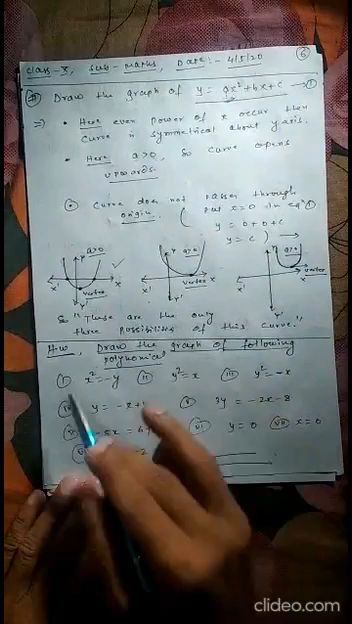 Class-X, Sub-Maths, Date:- 4/5/20 (6)
Draw the graph of y = ax² + bx + c → (1)
⇒ • Here even power of x occur then
curve is symmetrical about y axis.
• Here a>0, so curve opens
upwards.
• Curve does not passes through
origin. ( put x=0 in eqⁿ (1)
y = 0+0+c
y = c )
a>0 Y a>0 Y a>0
X' vertex X X' vertex X X' vertex X
Y' Y' Y'
So "These are the only
three possibilities of this curve."
H.W. Draw the graph of following
polynomial
(i) x² = -y (ii) y² = x (iii) y² = -x
y = -2x - 8
y = 0 (vii) x = 0
clideo.com